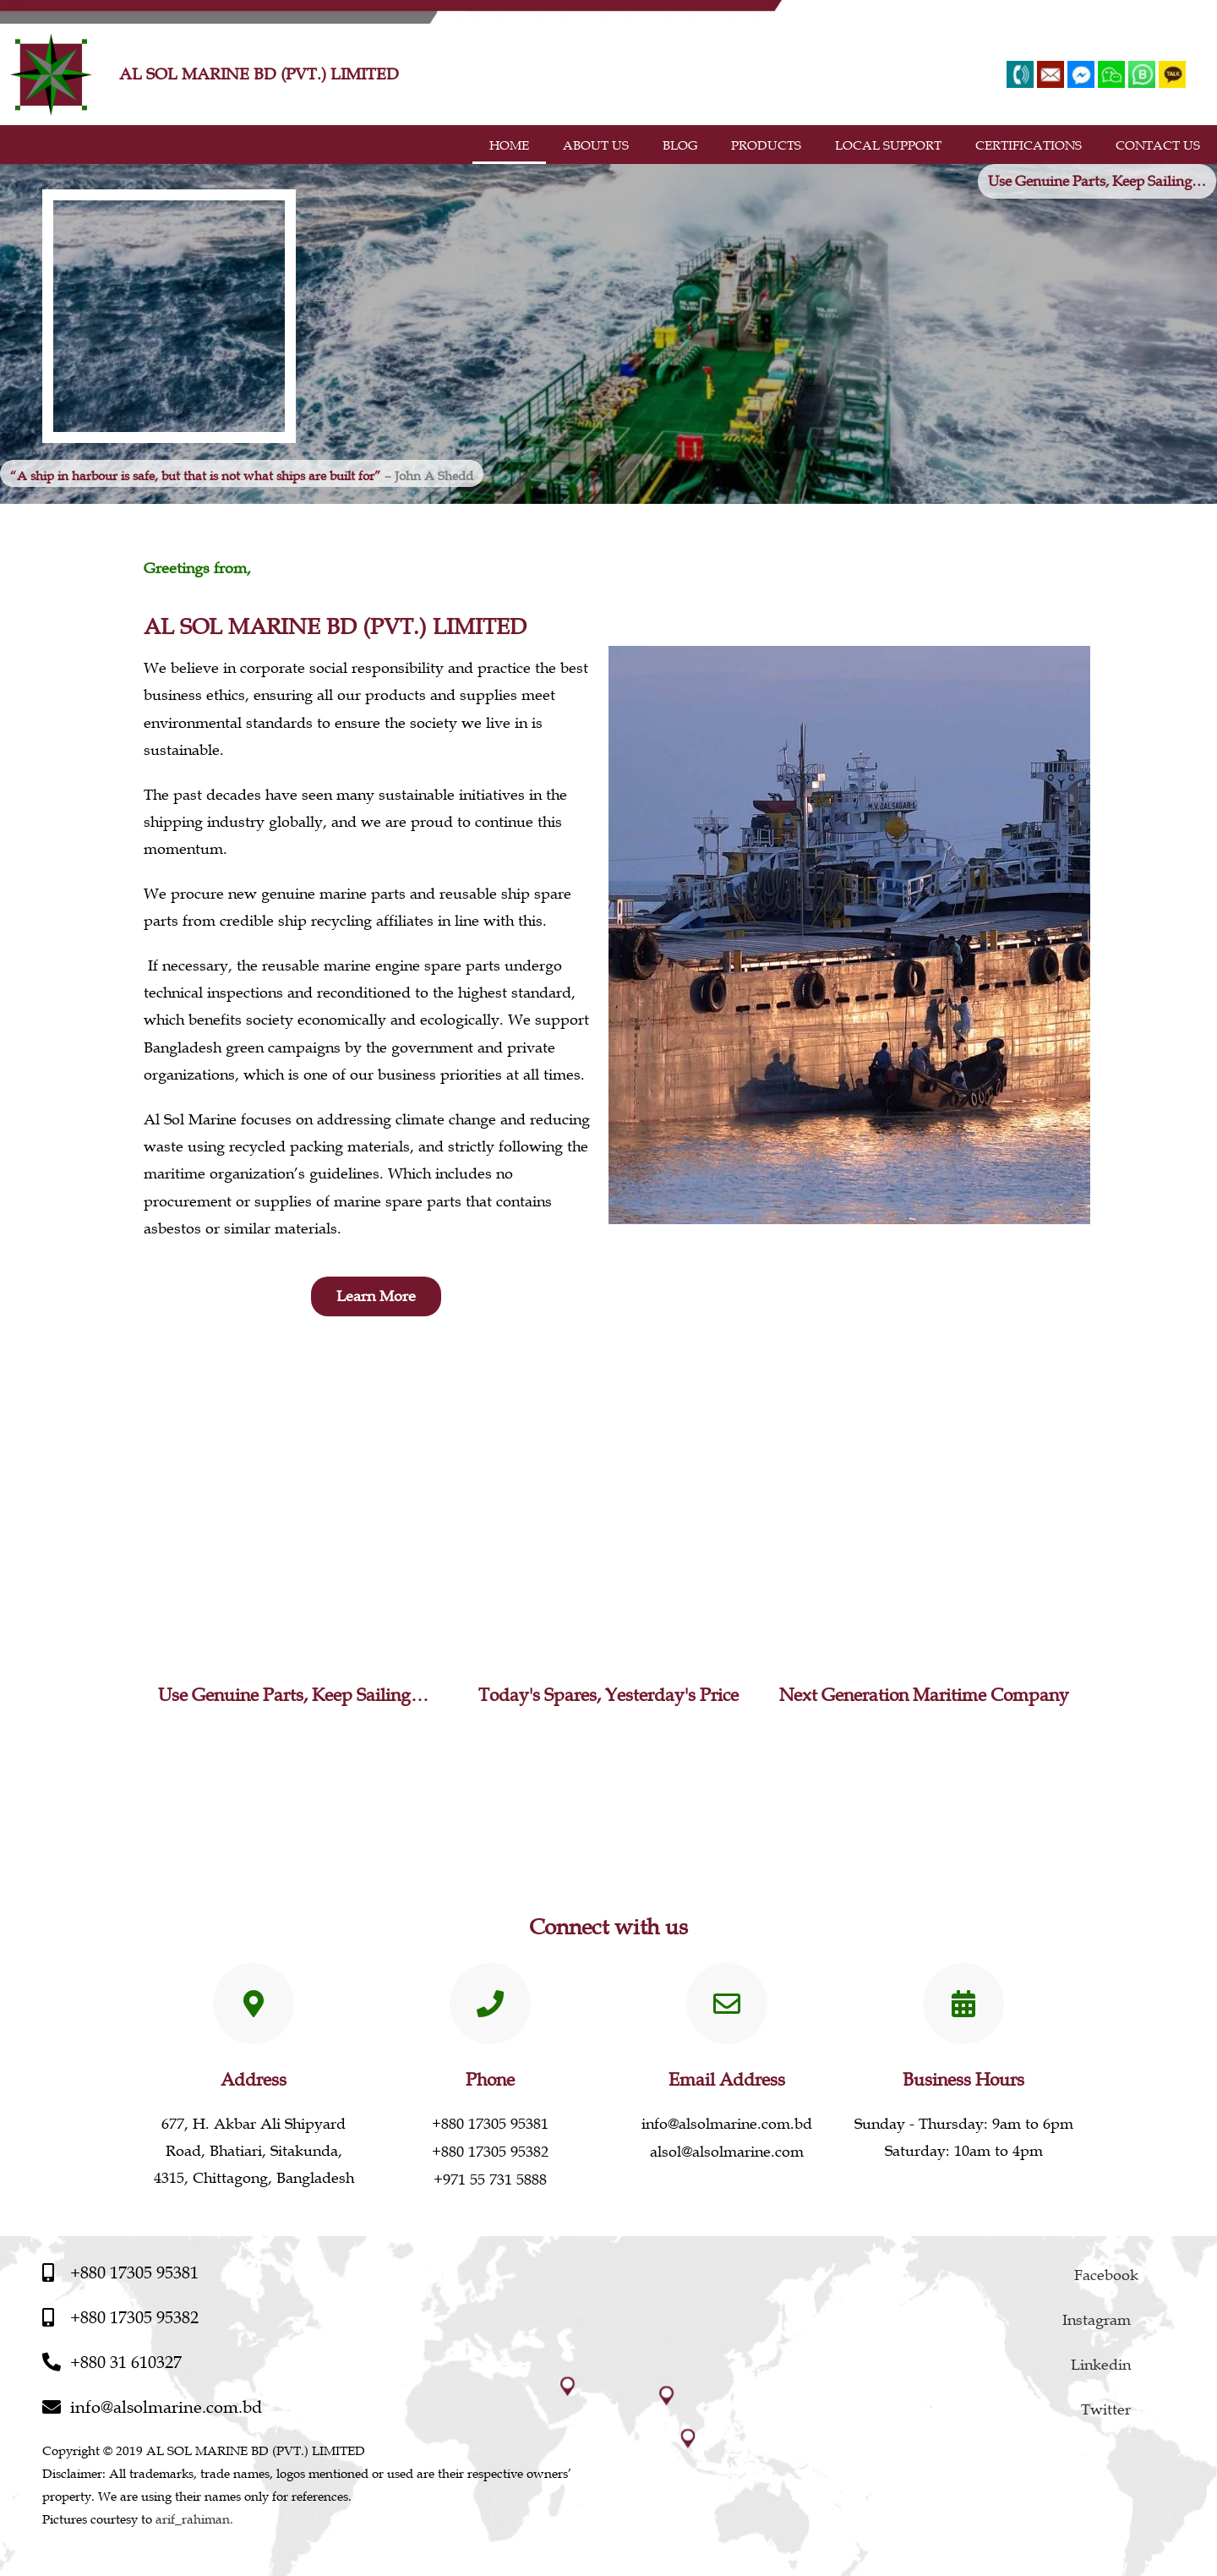 AL SOL MARINE BD (PVT.) LIMITED
TALK
B
HOME ABOUT US BLOG PRODUCTS LOCAL SUPPORT CERTIFICATIONS CONTACT US
Use Genuine Parts, Keep Sailing…
“A ship in harbour is safe, but that is not what ships are built for” – John A Shedd
Greetings from,
AL SOL MARINE BD (PVT.) LIMITED
We believe in corporate social responsibility and practice the best
business ethics, ensuring all our products and supplies meet
environmental standards to ensure the society we live in is
sustainable.
The past decades have seen many sustainable initiatives in the
shipping industry globally, and we are proud to continue this
momentum.
We procure new genuine marine parts and reusable ship spare
parts from credible ship recycling affiliates in line with this.
If necessary, the reusable marine engine spare parts undergo
technical inspections and reconditioned to the highest standard,
which benefits society economically and ecologically. We support
Bangladesh green campaigns by the government and private
organizations, which is one of our business priorities at all times.
Al Sol Marine focuses on addressing climate change and reducing
waste using recycled packing materials, and strictly following the
maritime organization’s guidelines. Which includes no
procurement or supplies of marine spare parts that contains
asbestos or similar materials.
M.V. JALSAGAR-1
Learn More
Use Genuine Parts, Keep Sailing…
Today's Spares, Yesterday's Price
Next Generation Maritime Company
Connect with us
Address
677, H. Akbar Ali Shipyard
Road, Bhatiari, Sitakunda,
4315, Chittagong, Bangladesh
Phone
+880 17305 95381
+880 17305 95382
+971 55 731 5888
Email Address
info@alsolmarine.com.bd
alsol@alsolmarine.com
Business Hours
Sunday - Thursday: 9am to 6pm
Saturday: 10am to 4pm
+880 17305 95381
+880 17305 95382
+880 31 610327
info@alsolmarine.com.bd
Copyright © 2019 AL SOL MARINE BD (PVT.) LIMITED
Disclaimer: All trademarks, trade names, logos mentioned or used are their respective owners’
property. We are using their names only for references.
Pictures courtesy to arif_rahiman.
Facebook
Instagram
Linkedin
Twitter